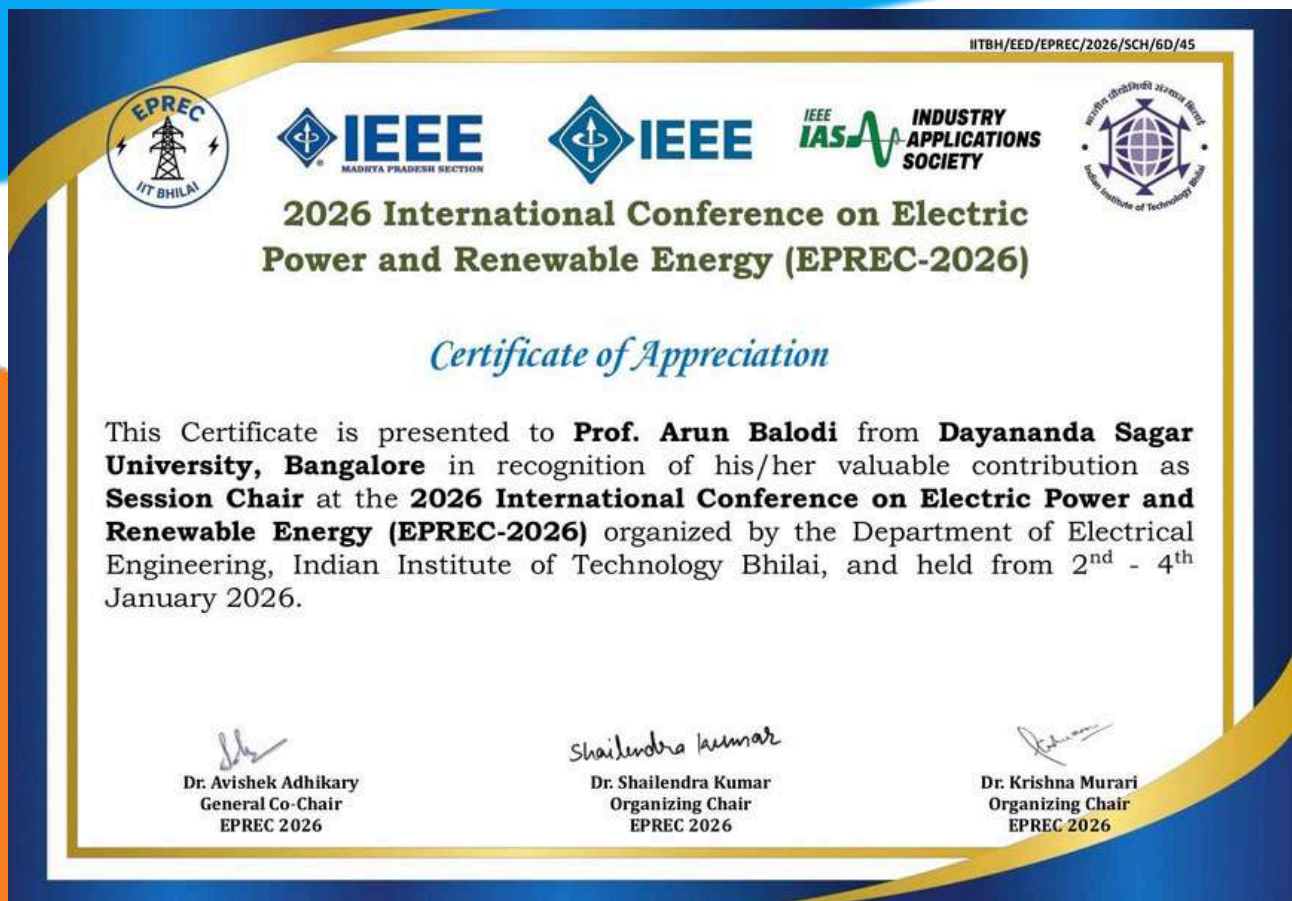 IITBH/EED/EPREC/2026/SCH/6D/45
EPREC
IIT BHILAI
IEEE
MADHYA PRADESH SECTION
IEEE
IEEE
IAS
INDUSTRY
APPLICATIONS
SOCIETY
भारतीय प्रौद्योगिकी संस्थान भिलाई
Indian Institute of Technology Bhilai
2026 International Conference on Electric
Power and Renewable Energy (EPREC-2026)
Certificate of Appreciation
This Certificate is presented to Prof. Arun Balodi from Dayananda Sagar
University, Bangalore in recognition of his/her valuable contribution as
Session Chair at the 2026 International Conference on Electric Power and
Renewable Energy (EPREC-2026) organized by the Department of Electrical
Engineering, Indian Institute of Technology Bhilai, and held from 2nd - 4th
January 2026.
Shailendra Kumar
Dr. Avishek Adhikary
General Co-Chair
EPREC 2026
Dr. Shailendra Kumar
Organizing Chair
EPREC 2026
Dr. Krishna Murari
Organizing Chair
EPREC 2026